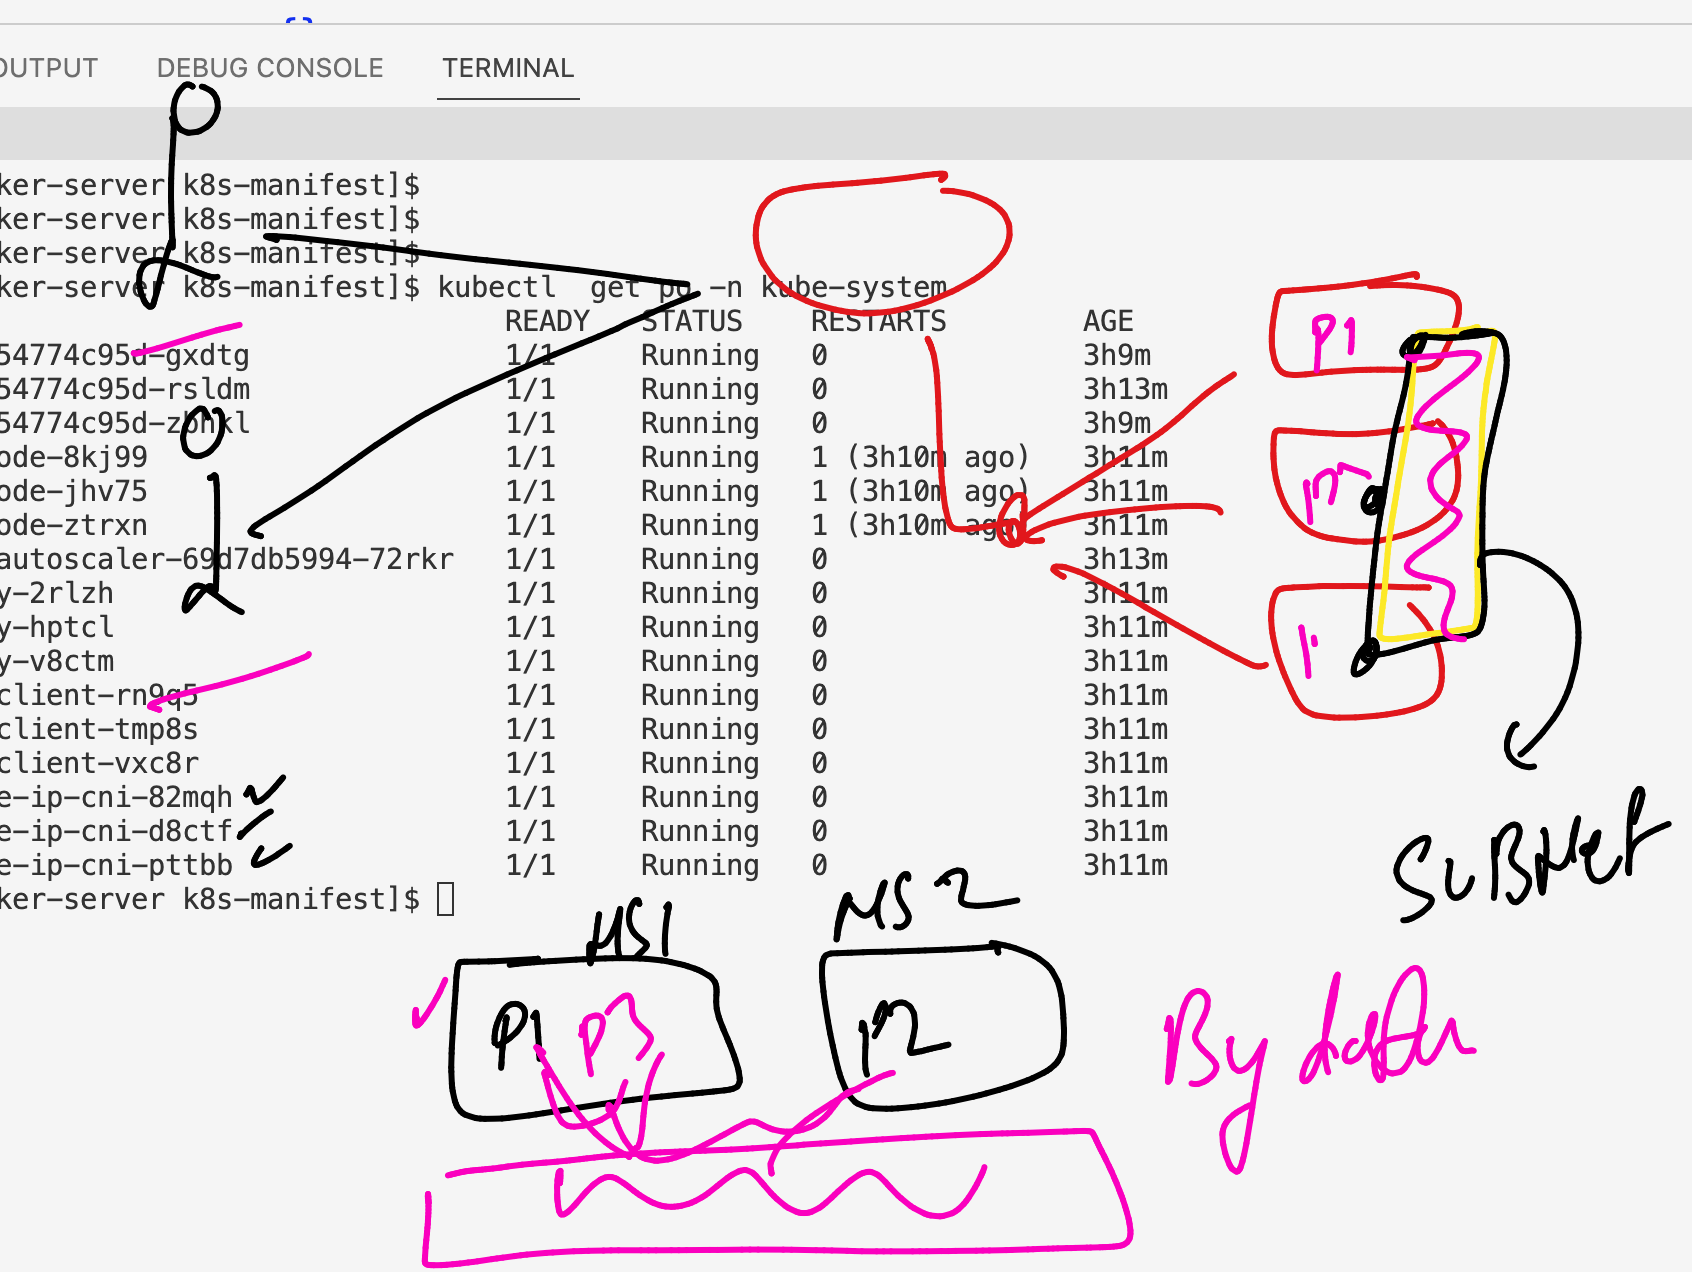 OUTPUT DEBUG CONSOLE TERMINAL
ker-server k8s-manifest]$
ker-server k8s-manifest]$
ker-server k8s-manifest]$
ker-server k8s-manifest]$ kubectl  get po -n kube-system
READY STATUS RESTARTS AGE
54774c95d-gxdtg 1/1 Running 0 3h9m
54774c95d-rsldm 1/1 Running 0 3h13m
54774c95d-zbhkl 1/1 Running 0 3h9m
ode-8kj99 1/1 Running 1 (3h10m ago) 3h11m
ode-jhv75 1/1 Running 1 (3h10m ago) 3h11m
ode-ztrxn 1/1 Running 1 (3h10m ago) 3h11m
autoscaler-69d7db5994-72rkr 1/1 Running 0 3h13m
y-2rlzh 1/1 Running 0 3h11m
y-hptcl 1/1 Running 0 3h11m
y-v8ctm 1/1 Running 0 3h11m
client-rn9q5 1/1 Running 0 3h11m
client-tmp8s 1/1 Running 0 3h11m
client-vxc8r 1/1 Running 0 3h11m
e-ip-cni-82mqh 1/1 Running 0 3h11m
e-ip-cni-d8ctf 1/1 Running 0 3h11m
e-ip-cni-pttbb 1/1 Running 0 3h11m
ker-server k8s-manifest]$
P1
SUBNet
NS1
NS2
P1 P3
P2
By